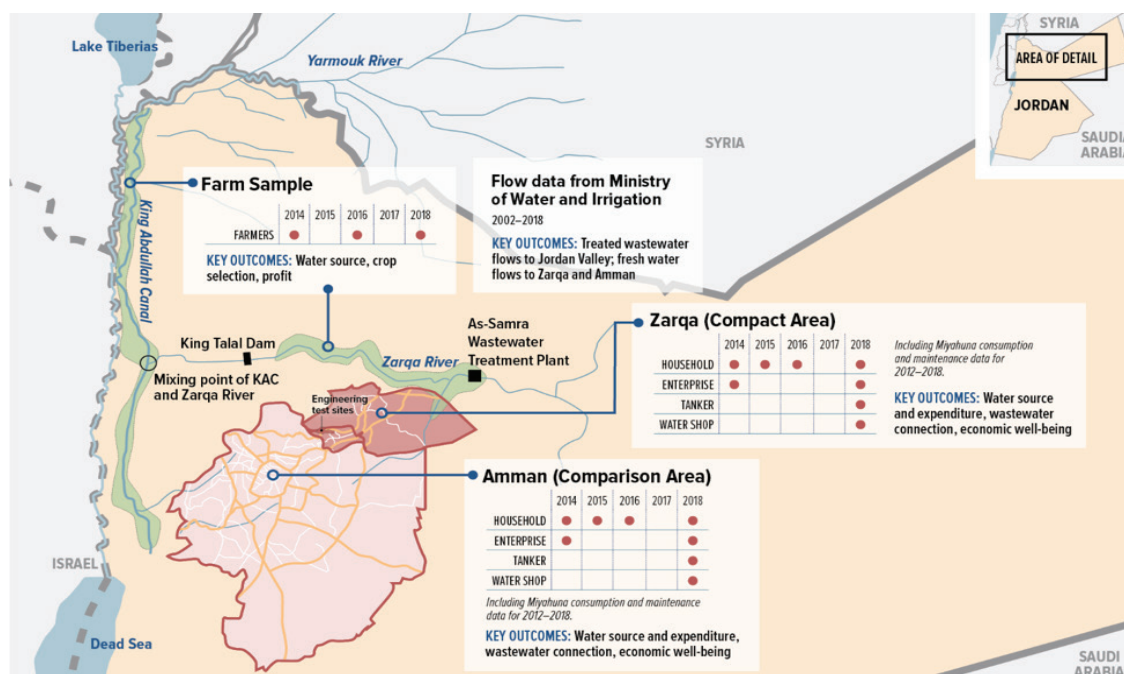 Lake Tiberias
Yarmouk River
SYRIA
AREA OF DETAIL
JORDAN
SAUDI
ARABIA
SYRIA
Farm Sample
2014 2015 2016 2017 2018
FARMERS
KEY OUTCOMES: Water source, crop
selection, profit
Flow data from Ministry
of Water and Irrigation
2002–2018
KEY OUTCOMES: Treated wastewater
flows to Jordan Valley; fresh water
flows to Zarqa and Amman
King Abdullah Canal
King Talal Dam
Mixing point of KAC
and Zarqa River
Zarqa River
As-Samra
Wastewater
Treatment Plant
Engineering
test sites
Zarqa (Compact Area)
2014 2015 2016 2017 2018
HOUSEHOLD
ENTERPRISE
TANKER
WATER SHOP
Including Miyahuna consumption
and maintenance data for
2012–2018.
KEY OUTCOMES: Water source
and expenditure, wastewater
connection, economic well-being
Amman (Comparison Area)
2014 2015 2016 2017 2018
HOUSEHOLD
ENTERPRISE
TANKER
WATER SHOP
Including Miyahuna consumption and maintenance
data for 2012–2018.
KEY OUTCOMES: Water source and expenditure,
wastewater connection, economic well-being
ISRAEL
Dead Sea
SAUDI
ARABIA